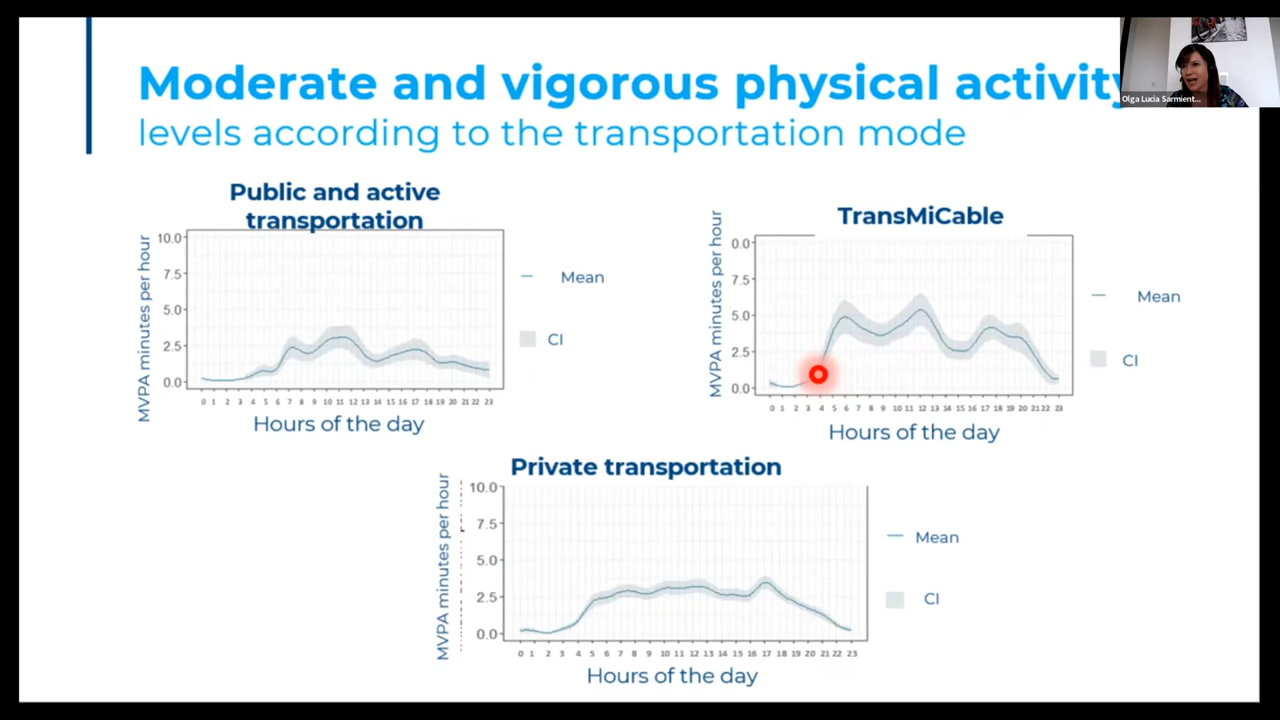 Moderate and vigorous physical activity
levels according to the transportation mode
Olga Lucia Sarmient...
Public and active
transportation
MVPA minutes per hour
10.0
7.5
5.0
2.5
0.0
0 1 2 3 4 5 6 7 8 9 10 11 12 13 14 15 16 17 18 19 20 21 22 23
Hours of the day
Mean
CI
TransMiCable
MVPA minutes per hour
0.0
7.5
5.0
2.5
0.0
0 1 2 3 4 5 6 7 8 9 10 11 12 13 14 15 16 17 18 19 20 21 22 23
Hours of the day
Mean
CI
Private transportation
MVPA minutes per hour
10.0
7.5
5.0
2.5
0.0
0 1 2 3 4 5 6 7 8 9 10 11 12 13 14 15 16 17 18 19 20 21 22 23
Hours of the day
Mean
CI